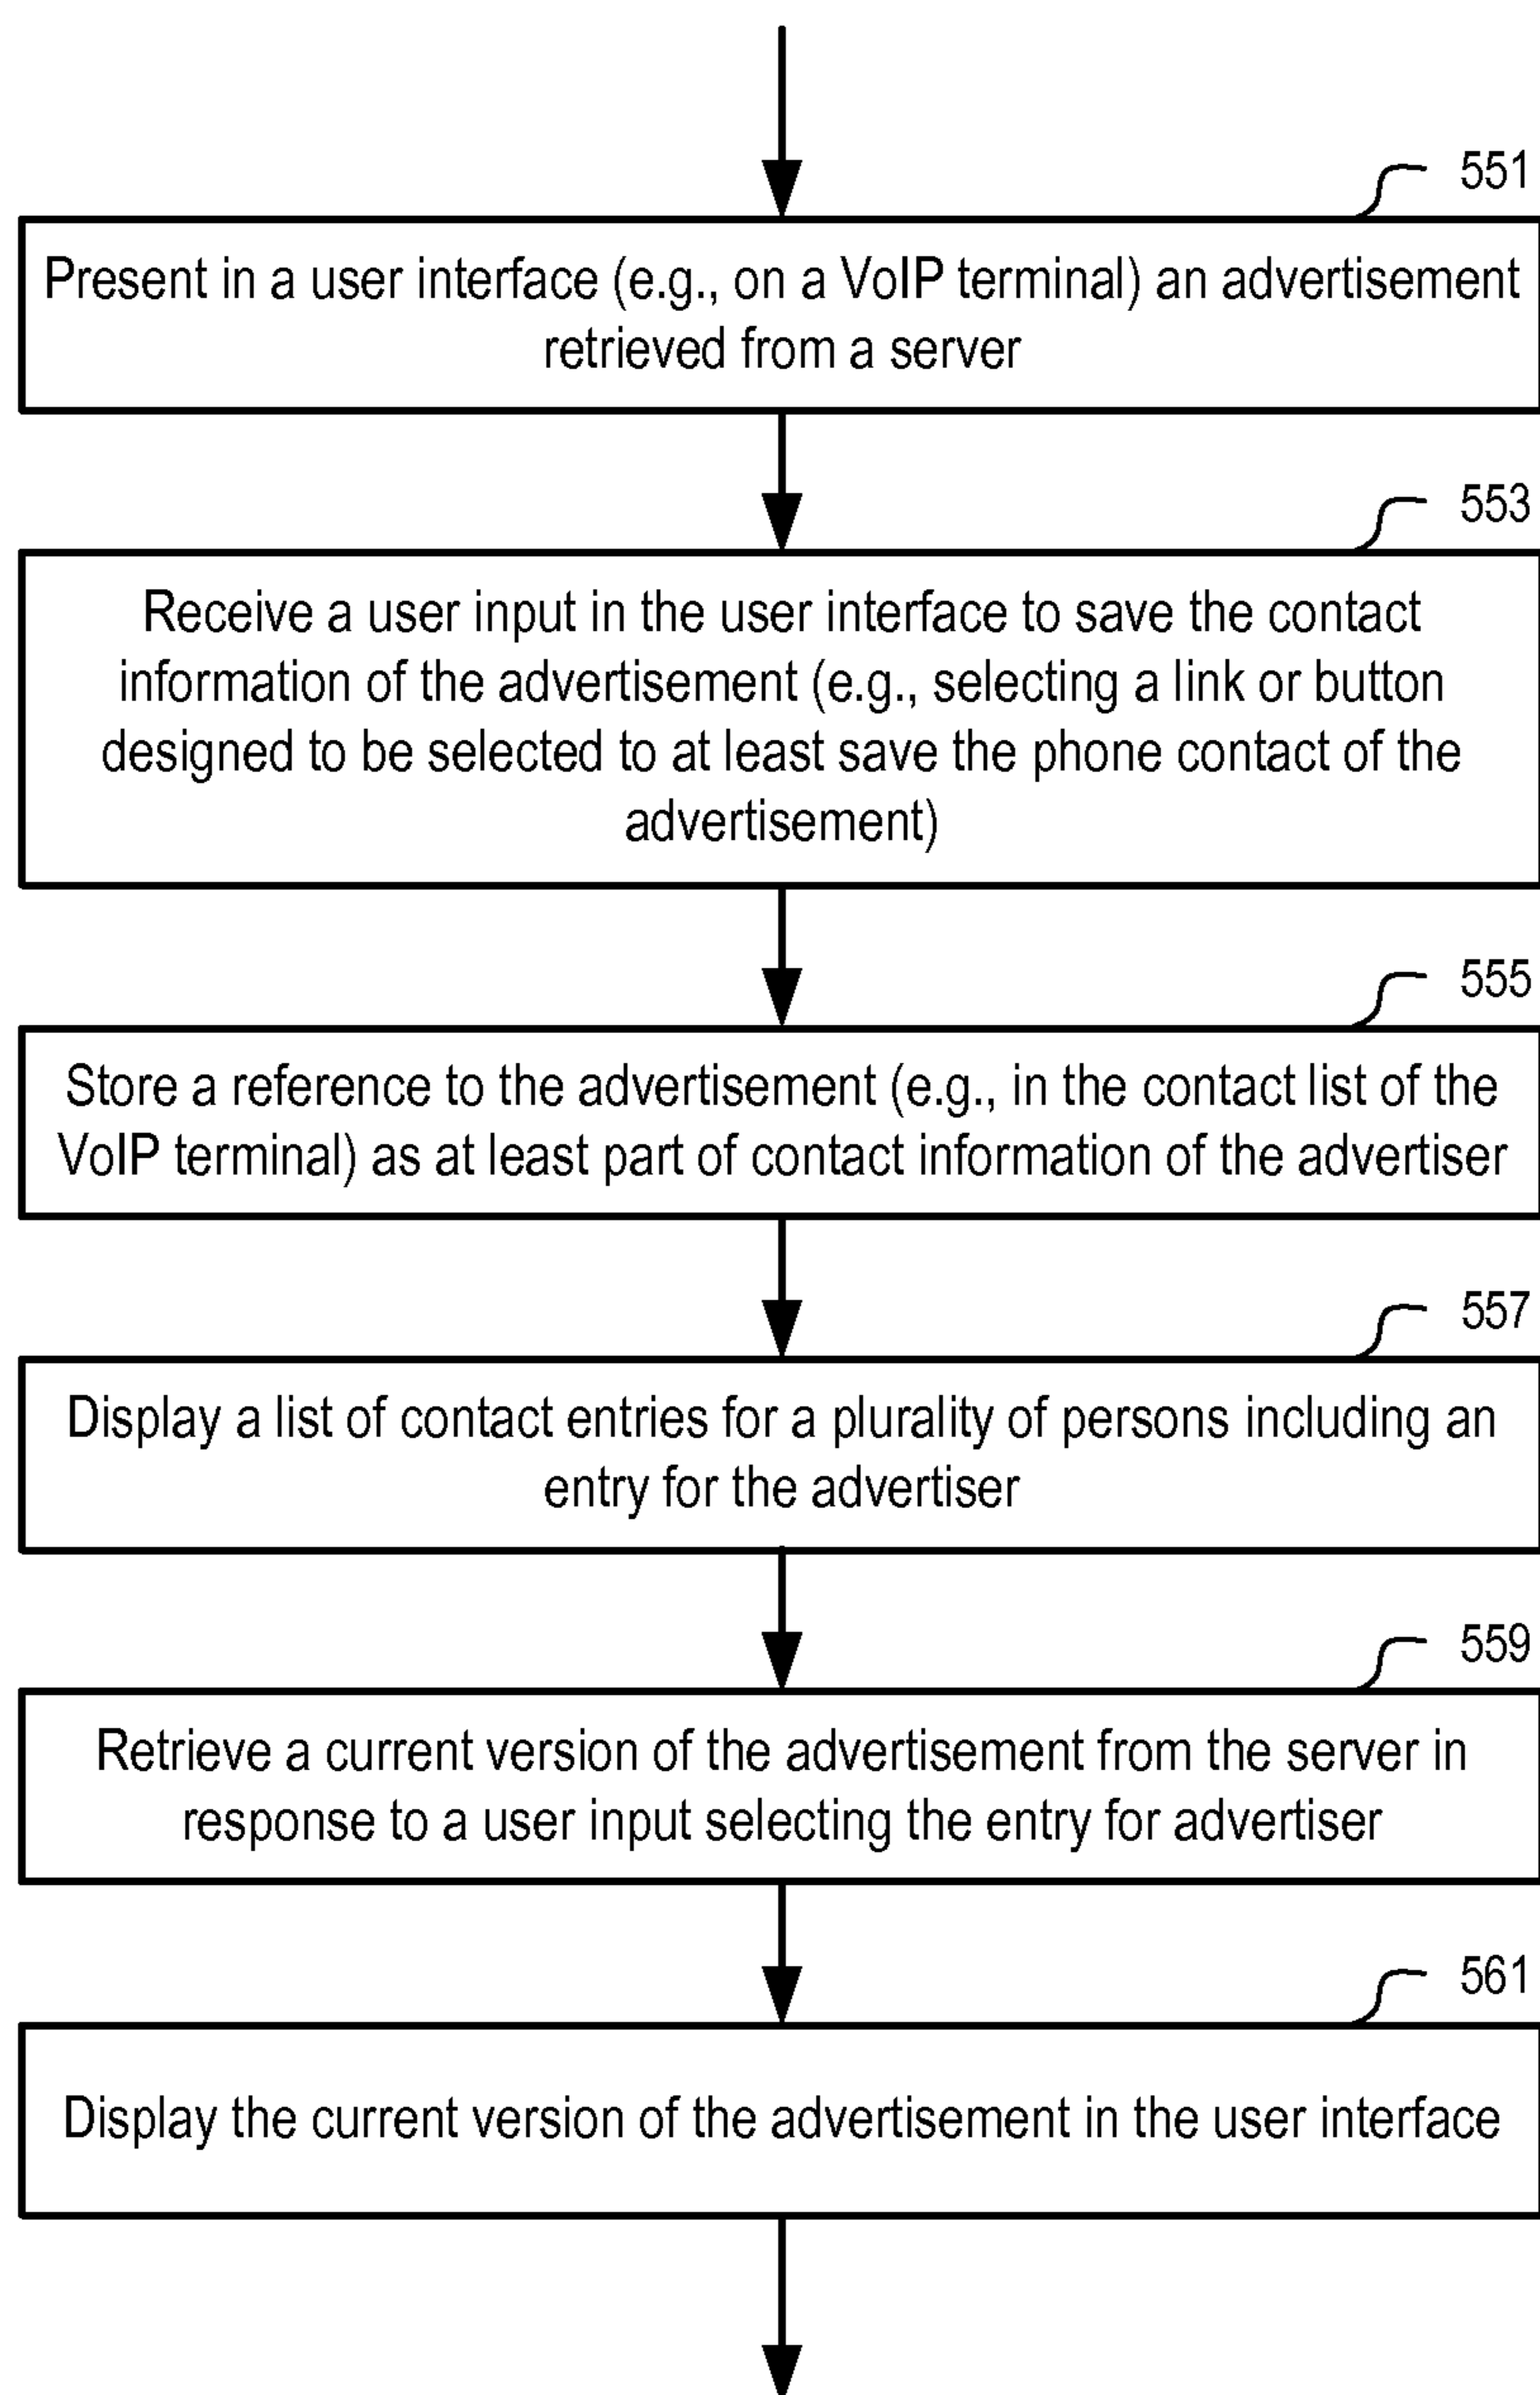 551
Present in a user interface (e.g., on a VoIP terminal) an advertisement
retrieved from a server
553
Receive a user input in the user interface to save the contact
information of the advertisement (e.g., selecting a link or button
designed to be selected to at least save the phone contact of the
advertisement)
555
Store a reference to the advertisement (e.g., in the contact list of the
VoIP terminal) as at least part of contact information of the advertiser
557
Display a list of contact entries for a plurality of persons including an
entry for the advertiser
559
Retrieve a current version of the advertisement from the server in
response to a user input selecting the entry for advertiser
561
Display the current version of the advertisement in the user interface